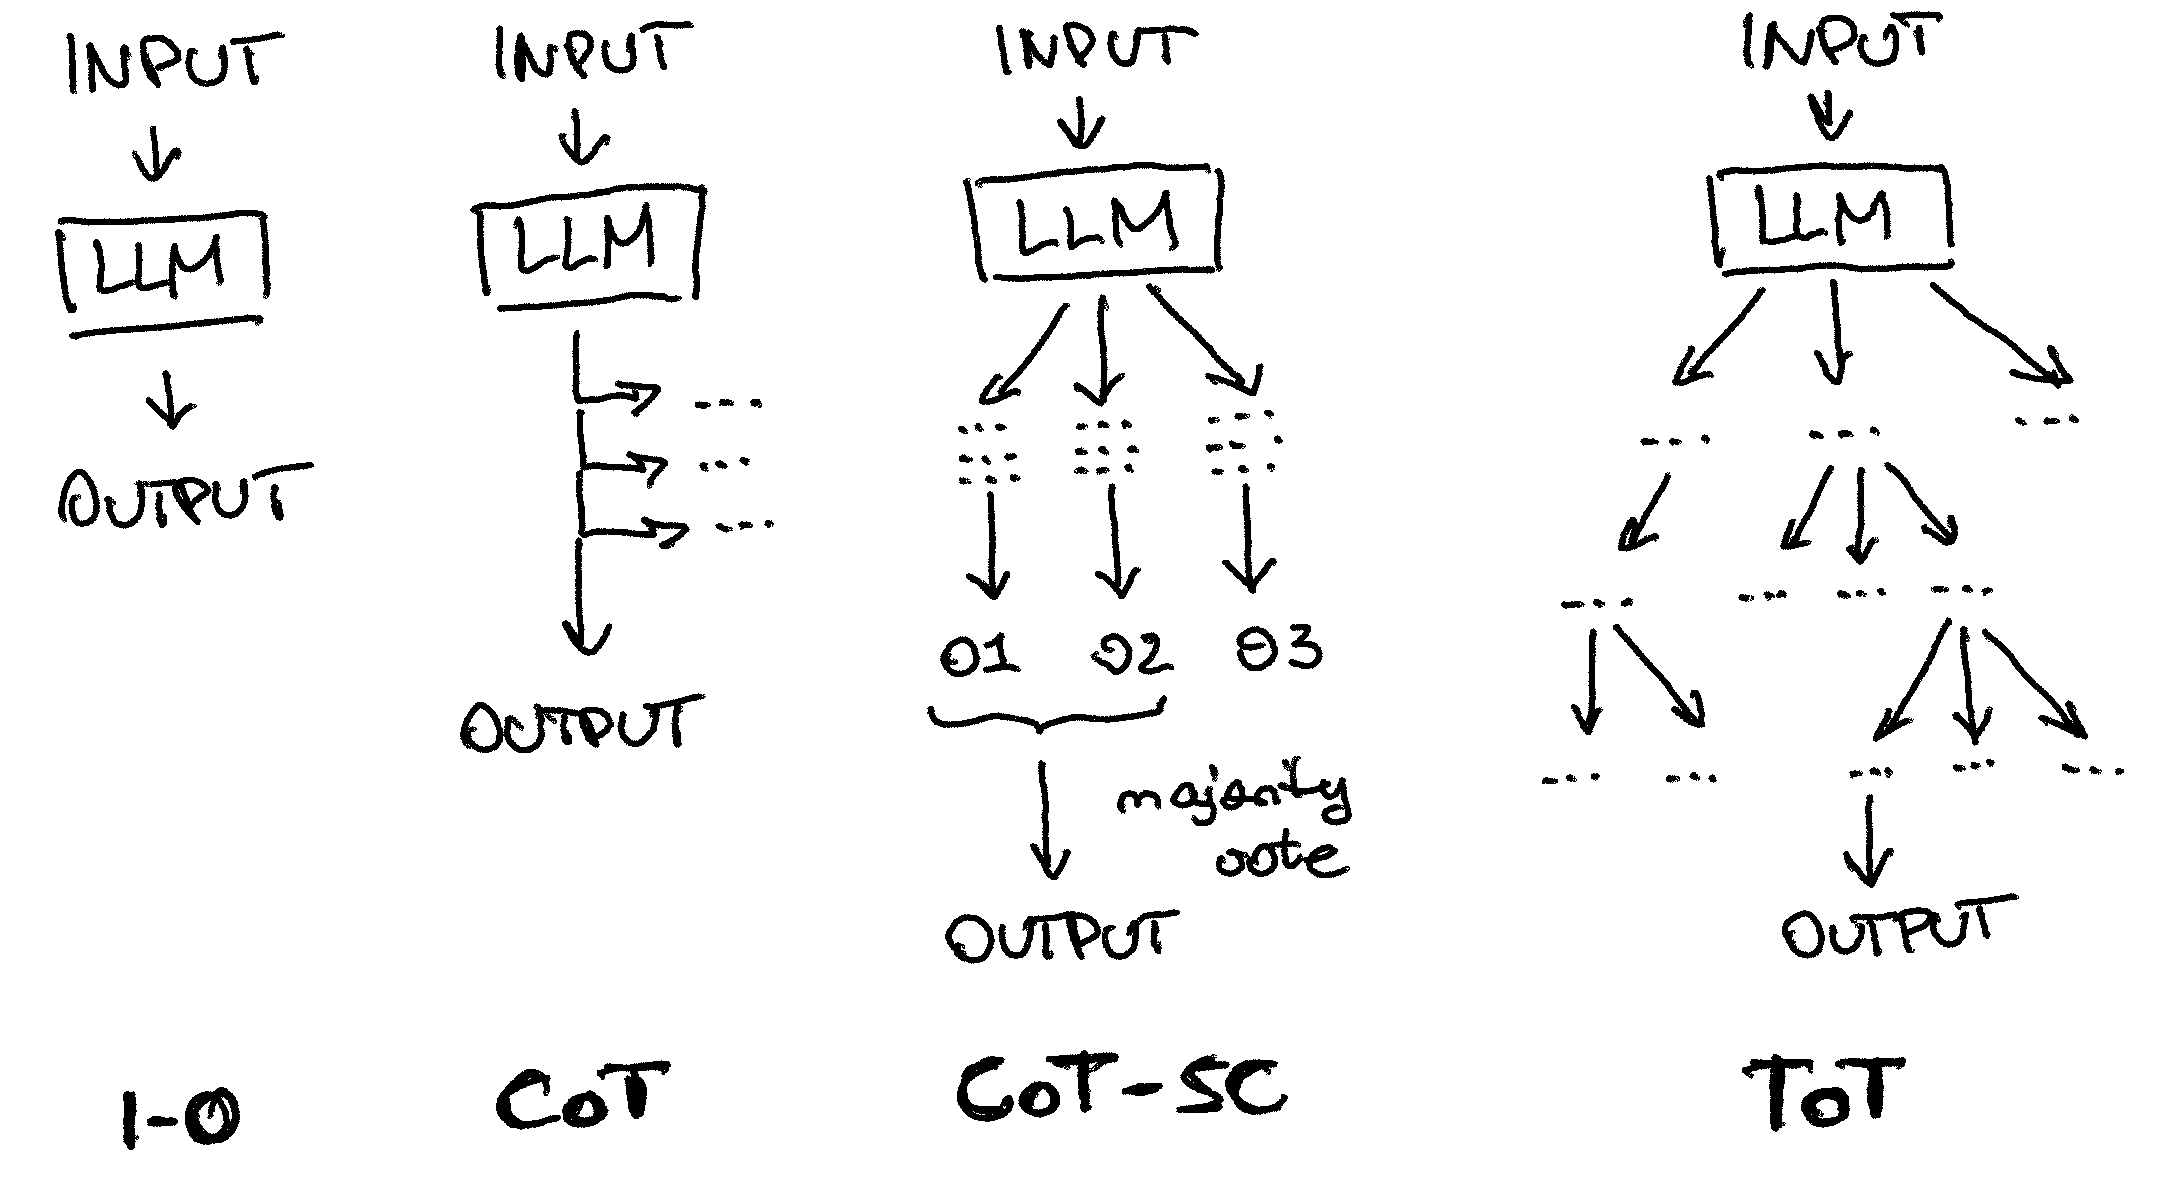 INPUT
LLM
OUTPUT
I-O
INPUT
LLM
...
...
...
OUTPUT
CoT
INPUT
LLM
O1 O2 O3
majority
vote
OUTPUT
CoT-SC
INPUT
LLM
... ... ...
... ... ... ...
... ... ... ... ...
OUTPUT
ToT